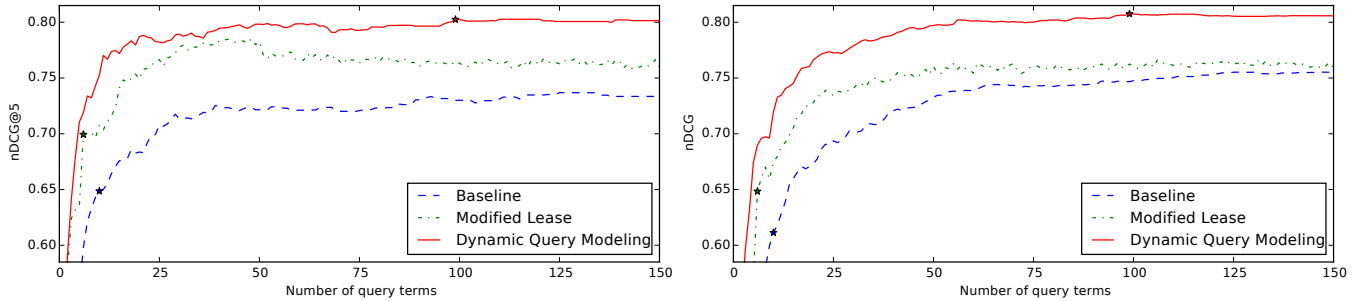 0.80
0.75
0.70
0.65
0.60
nDCG@5
0 25 50 75 100 125 150
Number of query terms
Baseline
Modified Lease
Dynamic Query Modeling
0.80
0.75
0.70
0.65
0.60
nDCG
0 25 50 75 100 125 150
Number of query terms
Baseline
Modified Lease
Dynamic Query Modeling